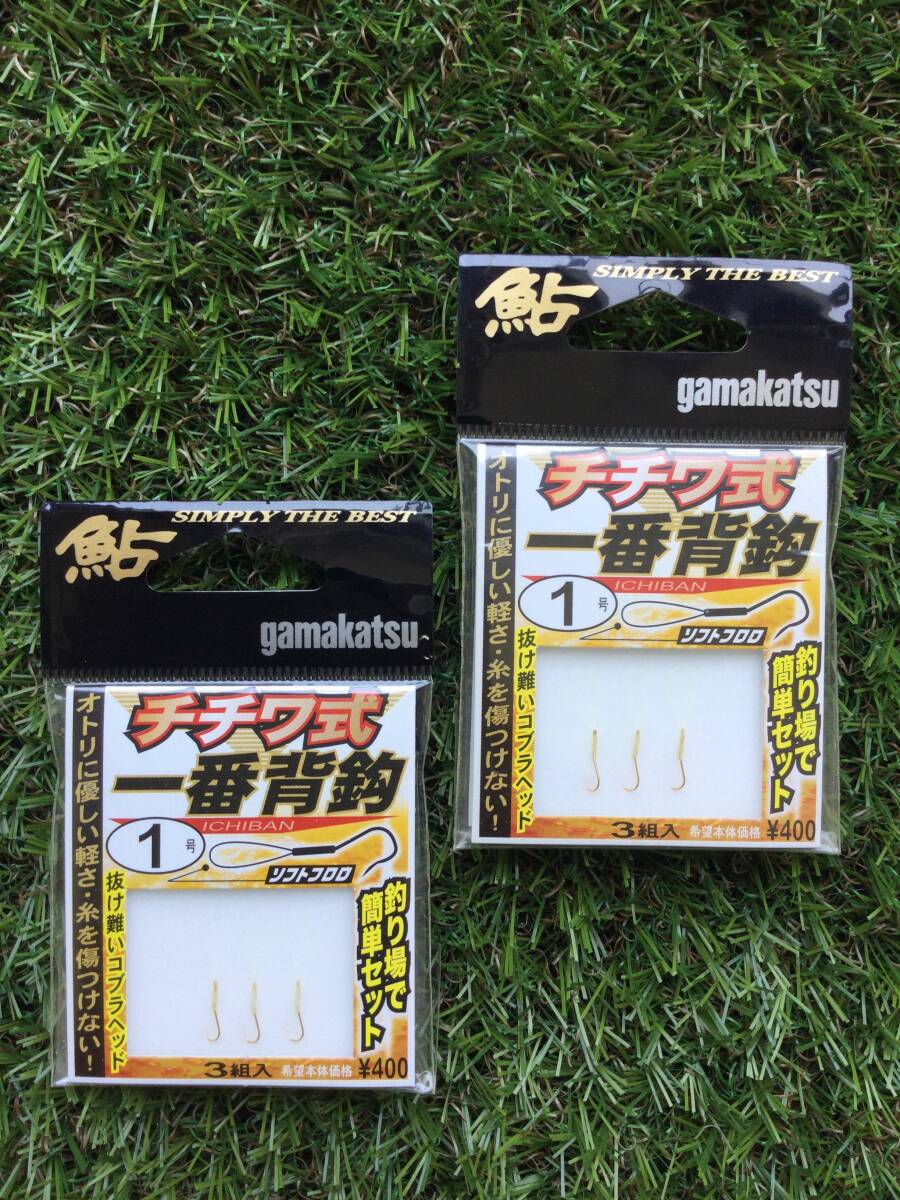 鮎
SIMPLY THE BEST
gamakatsu
チチワ式
一番背鈎
ICHIBAN
1号
ソフトフロロ
オトリに優しい軽さ・糸を傷つけない!
抜け難いコブラヘッド
釣り場で
簡単セット
3組入 希望本体価格 ¥400
鮎
SIMPLY THE BEST
gamakatsu
チチワ式
一番背鈎
ICHIBAN
1号
ソフトフロロ
オトリに優しい軽さ・糸を傷つけない!
抜け難いコブラヘッド
釣り場で
簡単セット
3組入 希望本体価格 ¥400